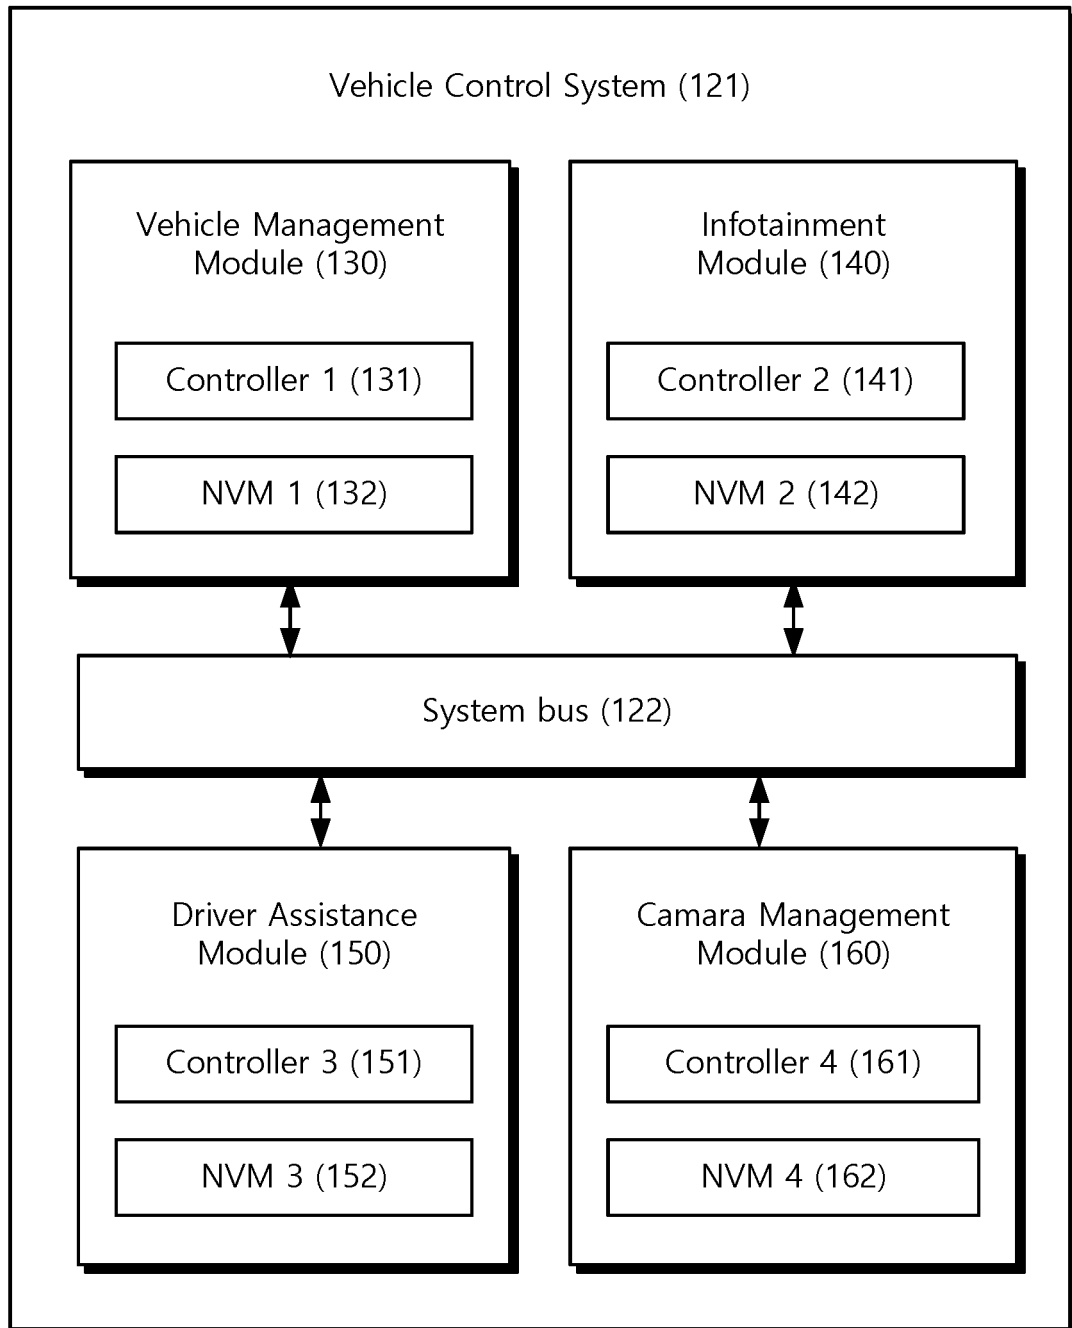 Vehicle Control System (121)
Vehicle Management
Module (130)
Controller 1 (131)
NVM 1 (132)
Infotainment
Module (140)
Controller 2 (141)
NVM 2 (142)
System bus (122)
Driver Assistance
Module (150)
Controller 3 (151)
NVM 3 (152)
Camara Management
Module (160)
Controller 4 (161)
NVM 4 (162)